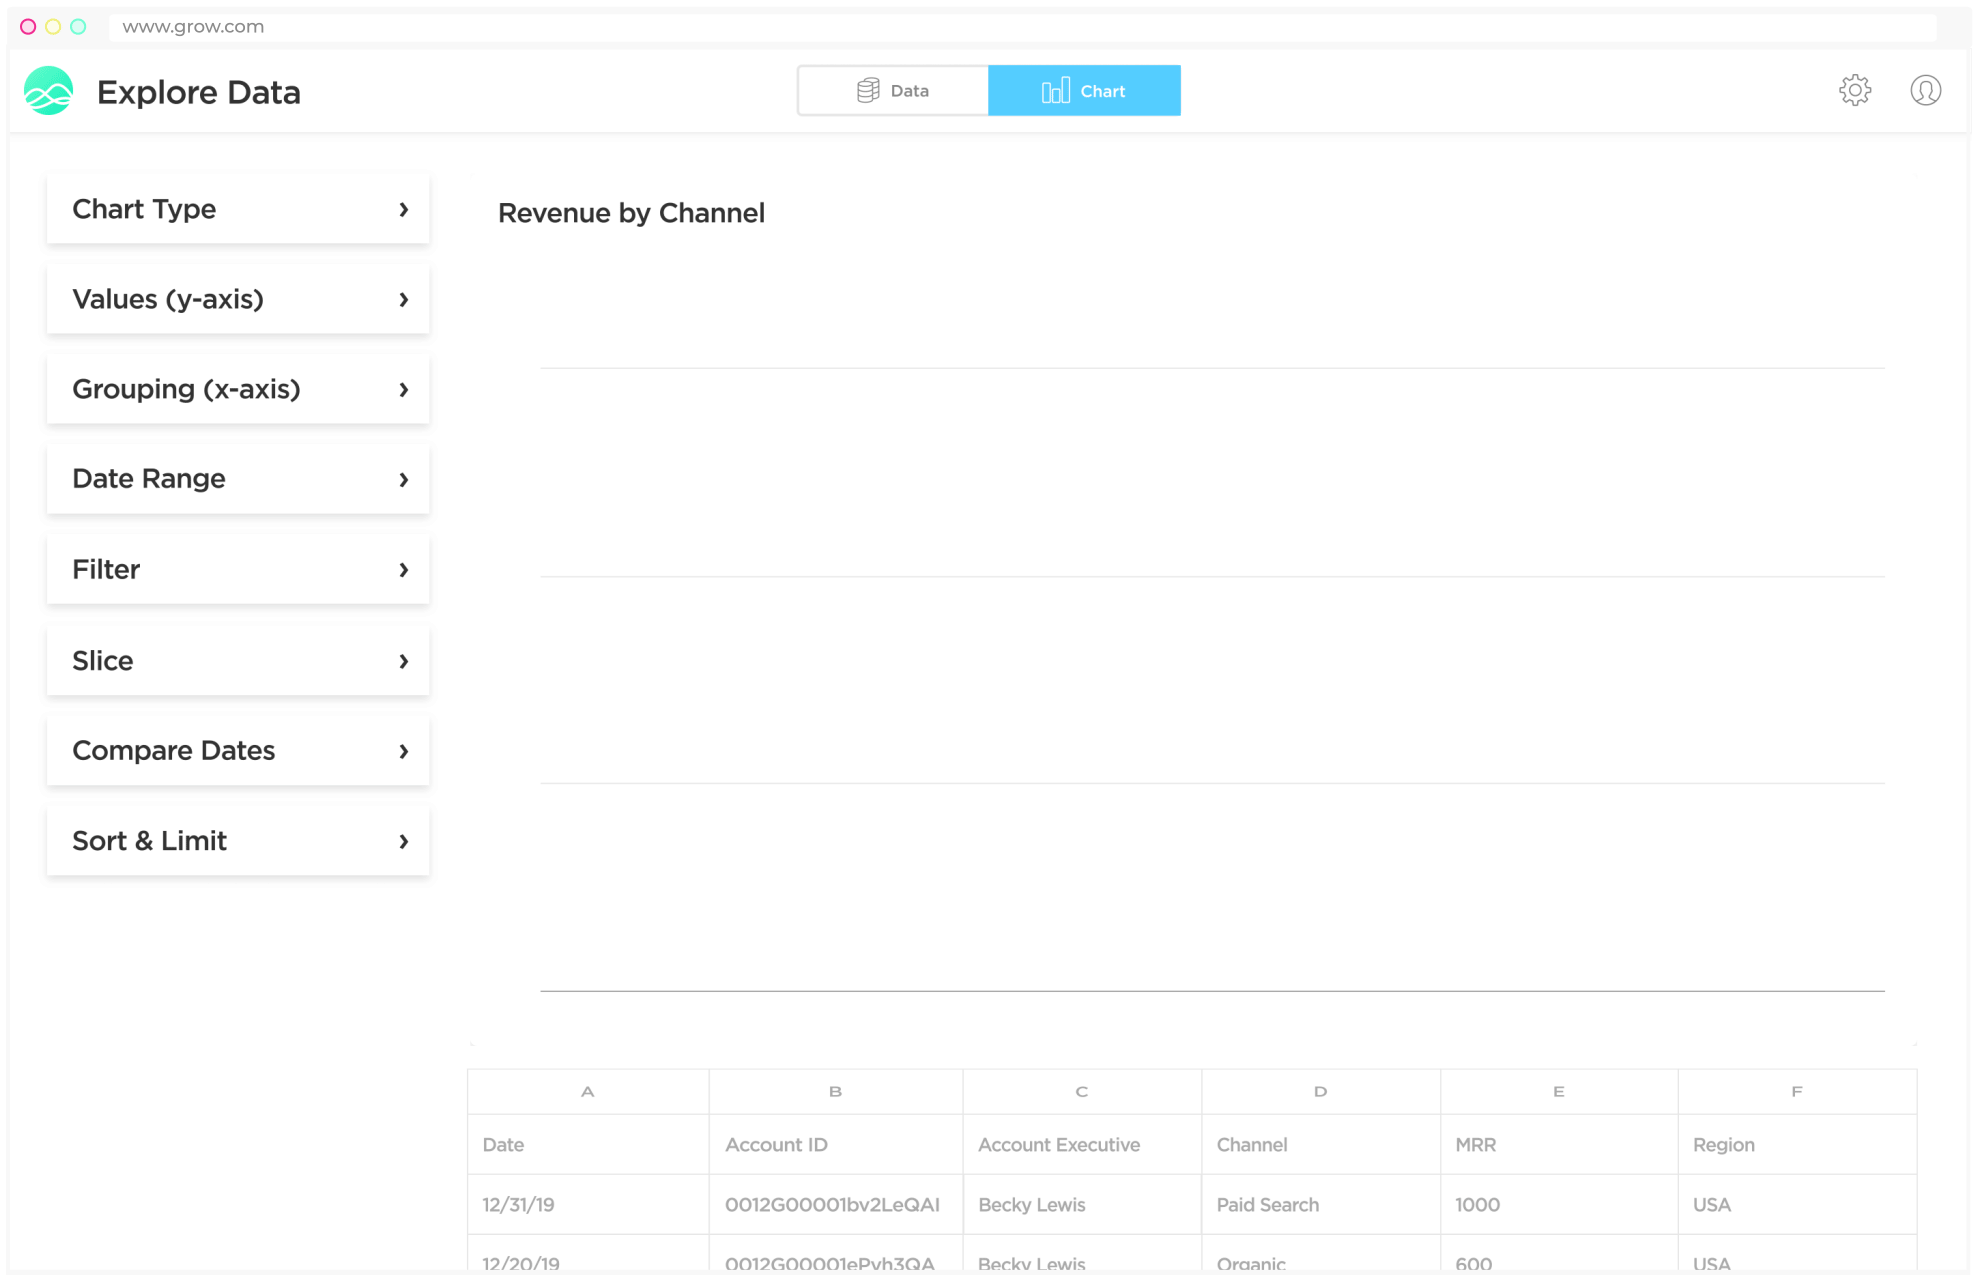 www.grow.com
Explore Data
Data
Chart
Chart Type
Values (y-axis)
Grouping (x-axis)
Date Range
Filter
Slice
Compare Dates
Sort & Limit
Revenue by Channel
A B C D E F
Date Account ID Account Executive Channel MRR Region
12/31/19 0012G00001bv2LeQAI Becky Lewis Paid Search 1000 USA
12/20/19 0012G00001ePyh3QA Becky Lewis Organic 600 USA